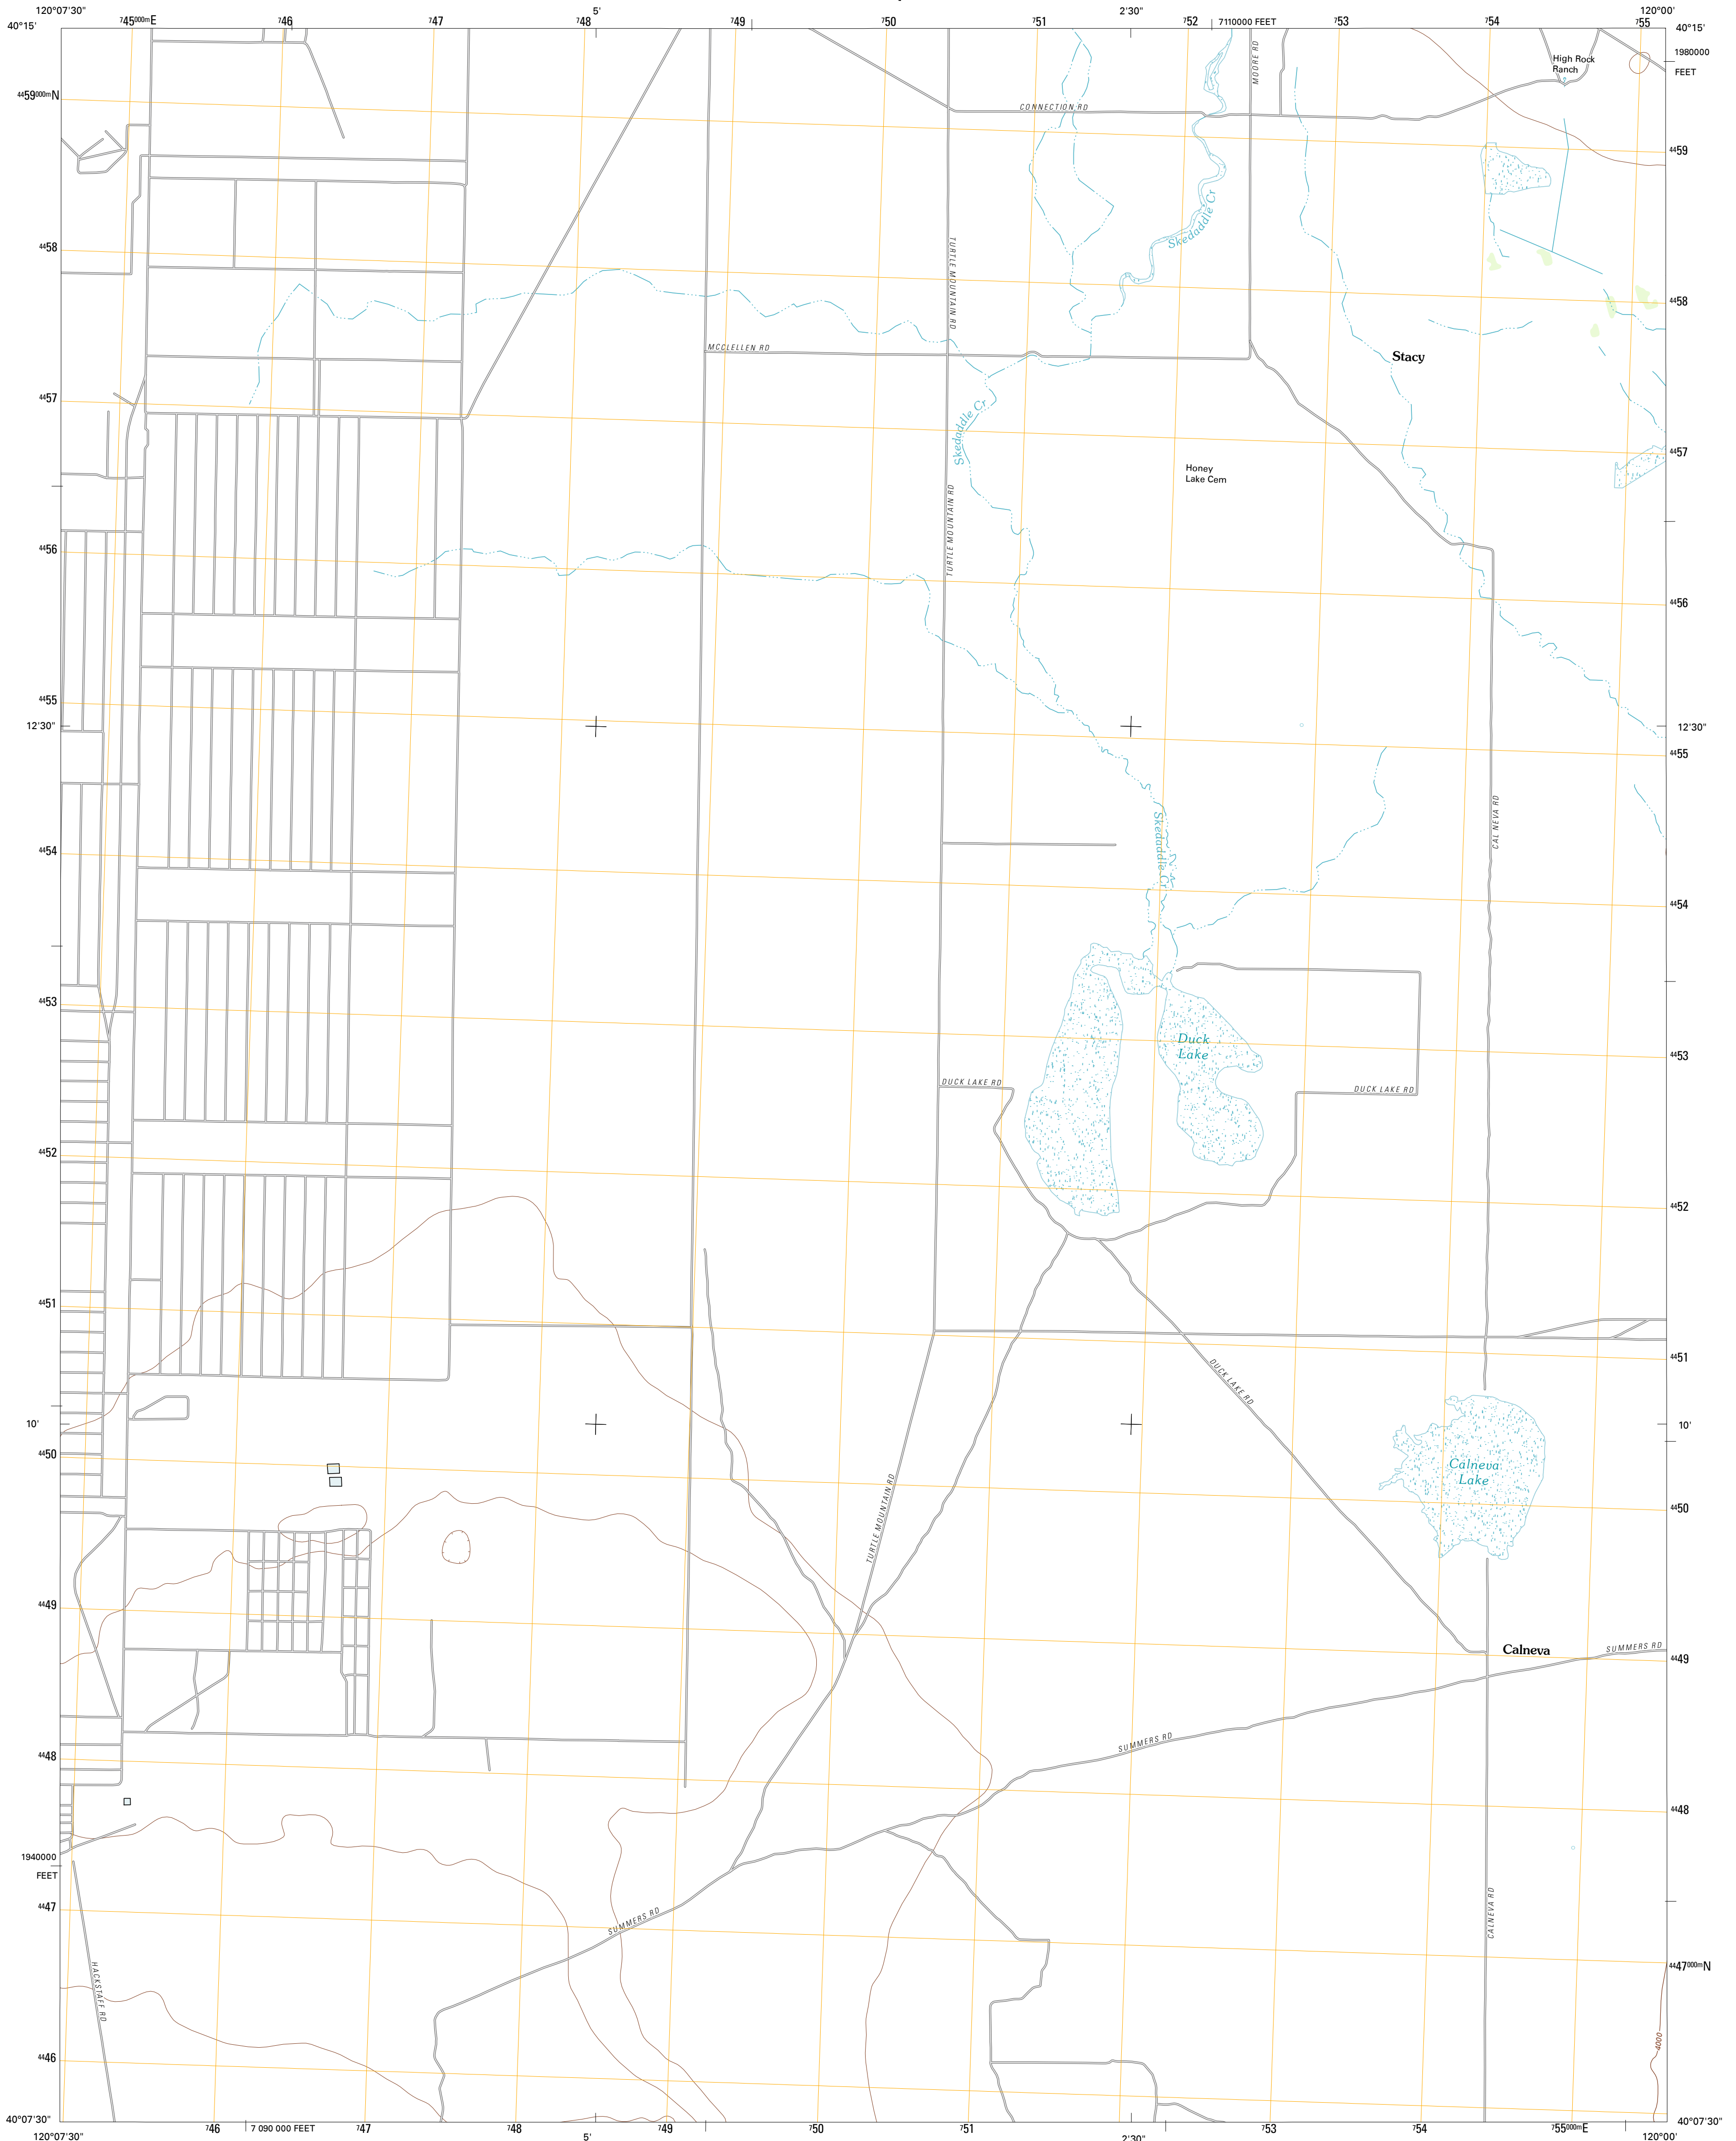 120°07'30"
⁷45⁰⁰⁰ᵐE
746
747
5'
748
749
750
751
2'30"
752
7110000 FEET
753
754
120°00'
755
40°15'
40°15'
1980000
FEET
High Rock
Ranch
MOORE RD
CONNECTION RD
⁴⁴59⁰⁰⁰ᵐN
4459
Skedaddle Cr
4458
TURTLE MOUNTAIN RD
4458
MCCLELLEN RD
Stacy
4457
Skedaddle Cr
4457
Honey
Lake Cem
TURTLE MOUNTAIN RD
4456
4456
4455
12'30"
12'30"
4455
CAL NEVA RD
Skedaddle Cr
4454
4454
4453
Duck
Lake
4453
DUCK LAKE RD
DUCK LAKE RD
4452
4452
4451
4451
DUCK LAKE RD
10'
10'
4450
Calneva
Lake
4450
TURTLE MOUNTAIN RD
4449
Calneva
SUMMERS RD
4449
SUMMERS RD
4448
4448
1940000
FEET
4447
SUMMERS RD
CALNEVA RD
⁴⁴47⁰⁰⁰ᵐN
HACKSTAFF RD
4000
4446
40°07'30"
40°07'30"
120°07'30"
746
7 090 000 FEET
747
748
5'
749
750
751
2'30"
753
754
⁷55⁰⁰⁰ᵐE
120°00'